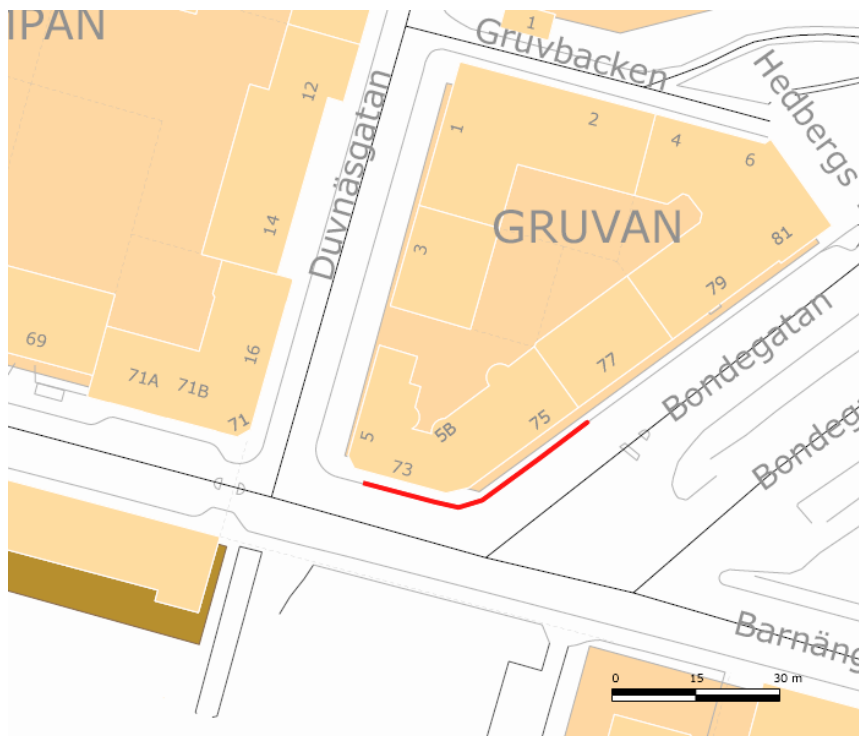 IPAN
1
Gruvbacken
Hedbergs
12
Duvnäsgatan
1
2
4
6
14
3
GRUVAN
81
79
69
16
71A
71B
77
Bondegatan
71
5
73
5B
75
Bondega
Barnäng
0 15 30 m